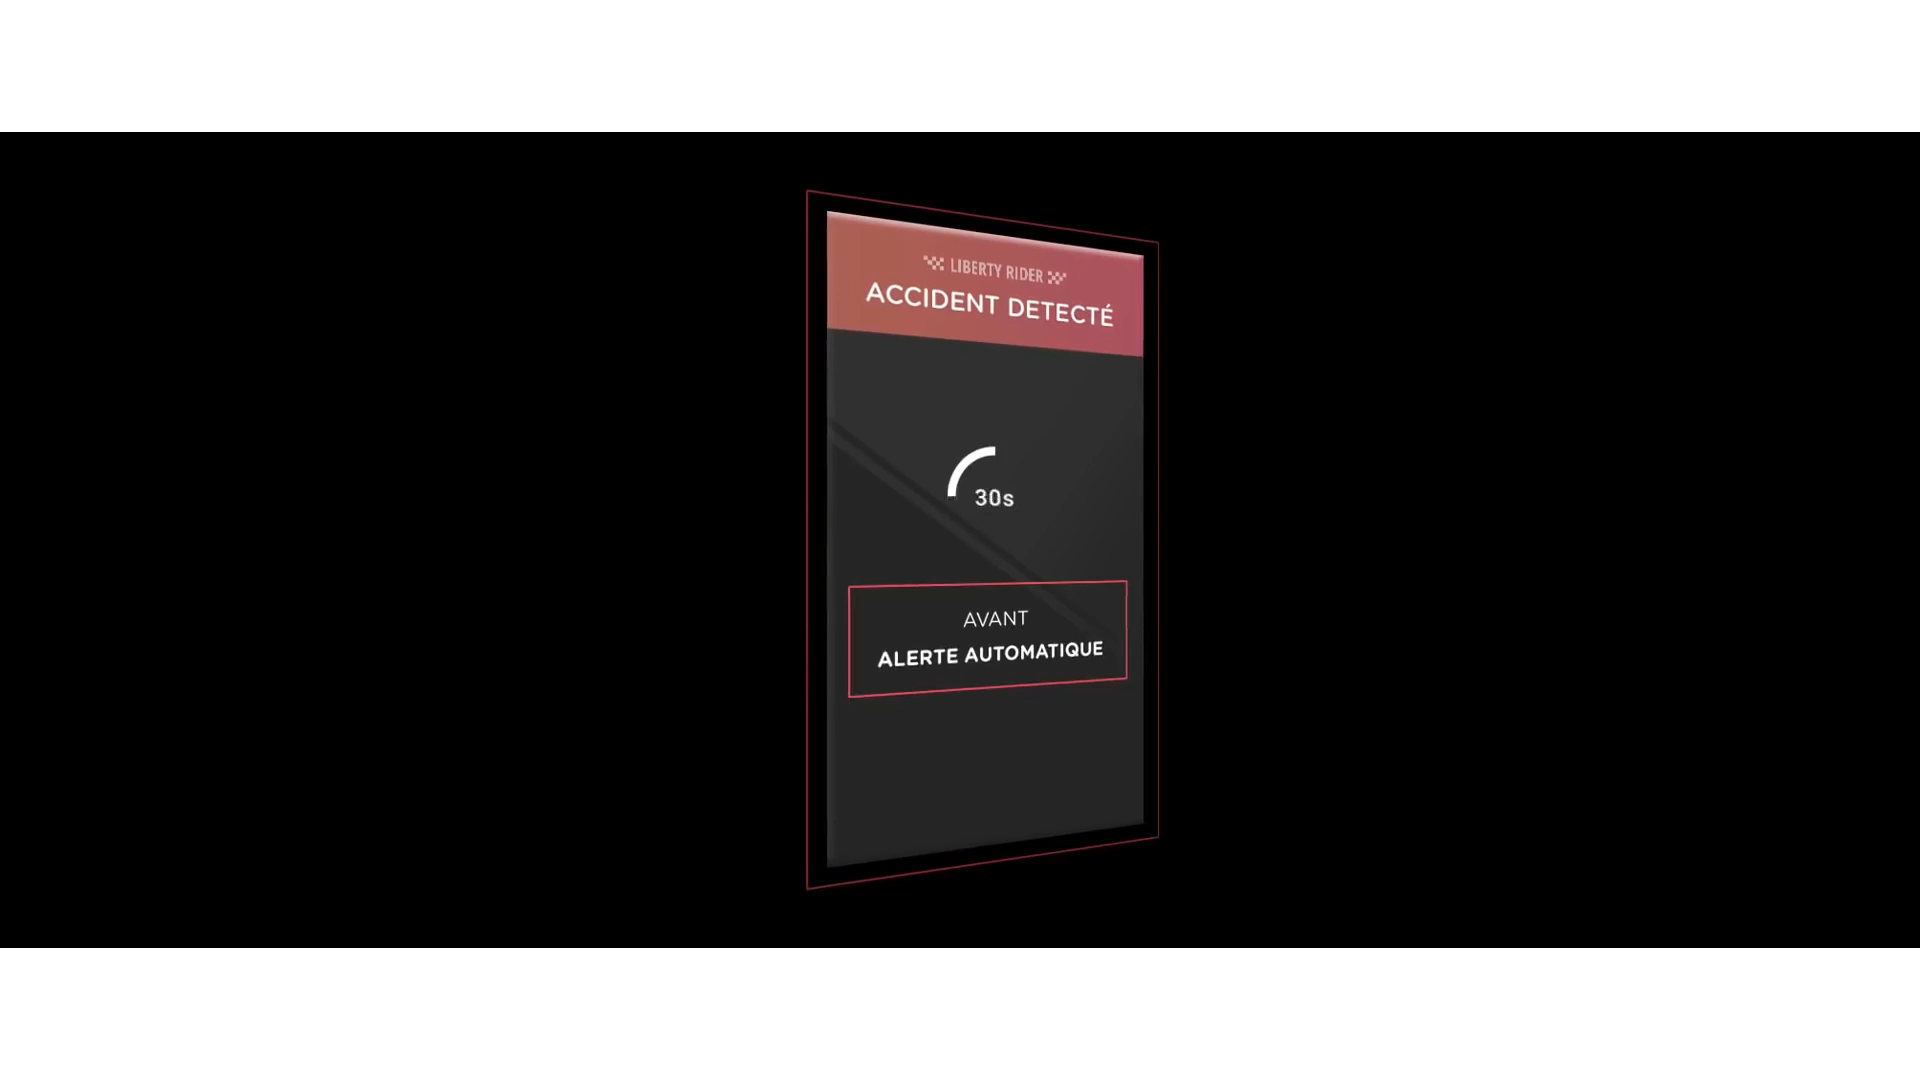 LIBERTY RIDER
ACCIDENT DETECTÉ
30s
AVANT
ALERTE AUTOMATIQUE